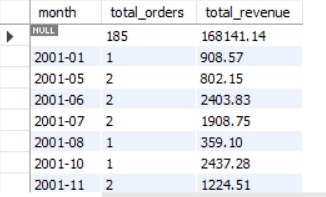 month total_orders total_revenue
NULL 185 168141.14
2001-01 1 908.57
2001-05 2 802.15
2001-06 2 2403.83
2001-07 2 1908.75
2001-08 1 359.10
2001-10 1 2437.28
2001-11 2 1224.51